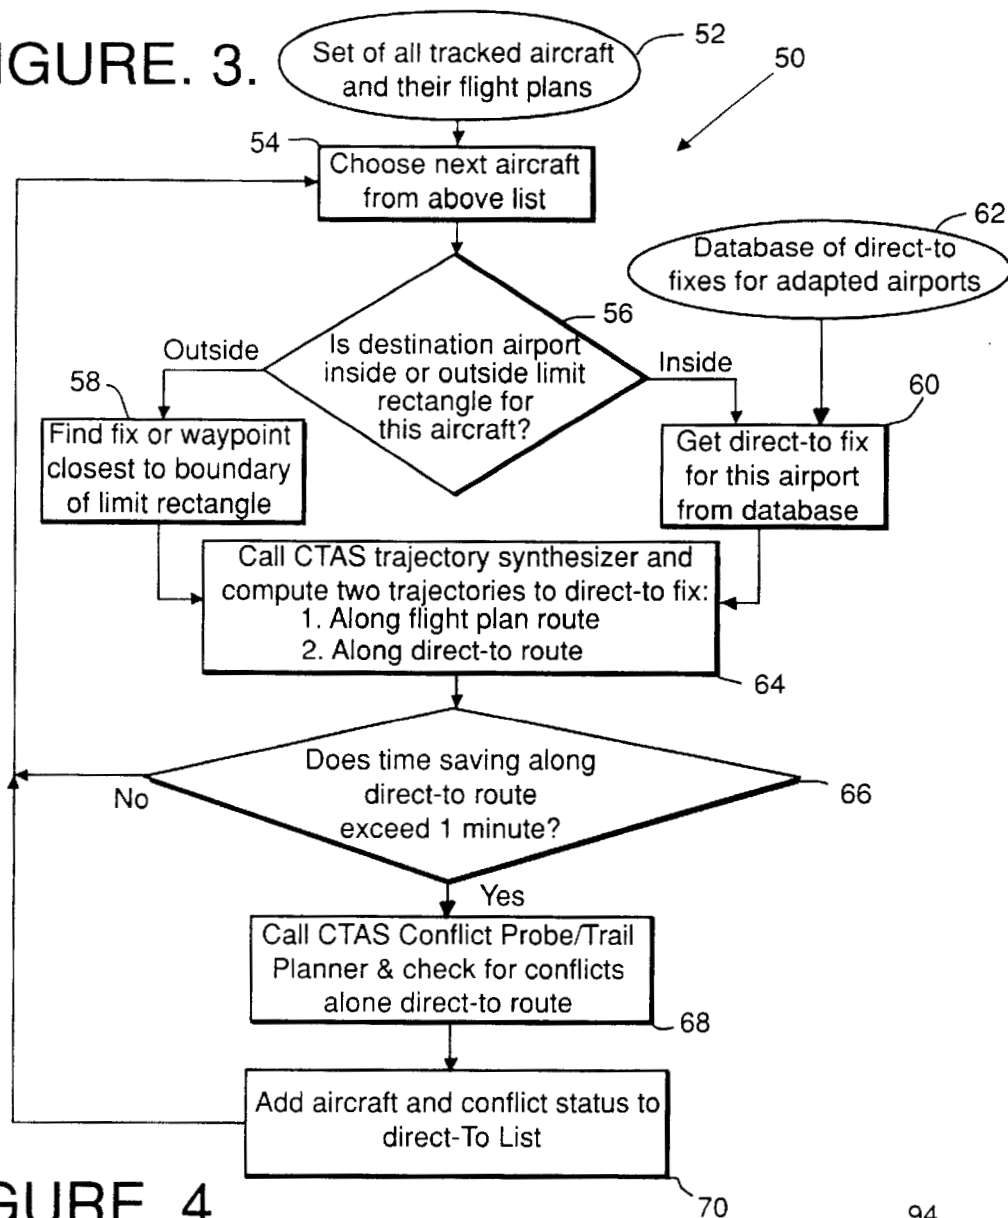 IGURE. 3.
Set of all tracked aircraft
and their flight plans
52
50
54
Choose next aircraft
from above list
62
Database of direct-to
fixes for adapted airports
56
Is destination airport
inside or outside limit
rectangle for
this aircraft?
Outside
Inside
58
Find fix or waypoint
closest to boundary
of limit rectangle
60
Get direct-to fix
for this airport
from database
Call CTAS trajectory synthesizer and
compute two trajectories to direct-to fix:
1. Along flight plan route
2. Along direct-to route
64
Does time saving along
direct-to route
exceed 1 minute?
66
No
Yes
Call CTAS Conflict Probe/Trail
Planner & check for conflicts
alone direct-to route
68
Add aircraft and conflict status to
direct-To List
70
GURE 4
94